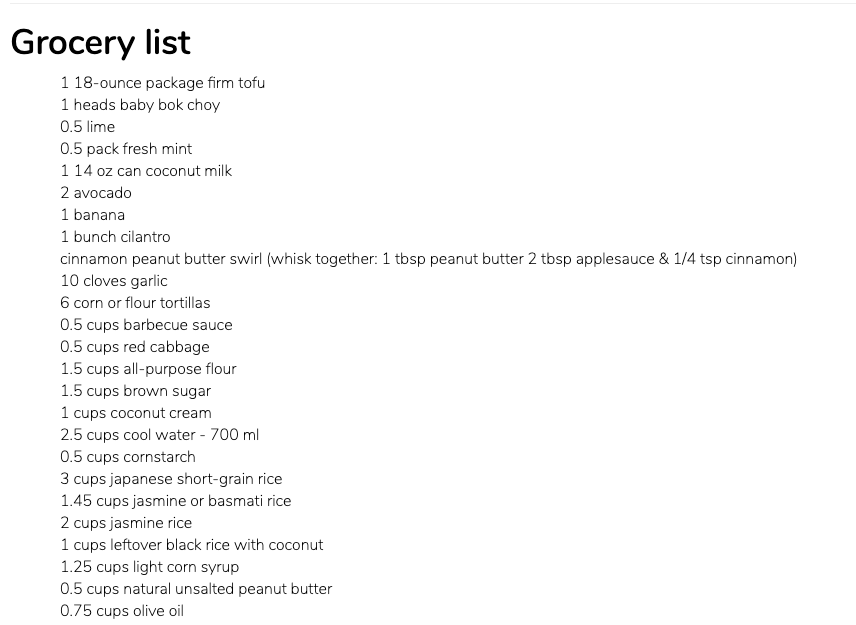 Grocery list
1 18-ounce package firm tofu
1 heads baby bok choy
0.5 lime
0.5 pack fresh mint
1 14 oz can coconut milk
2 avocado
1 banana
1 bunch cilantro
cinnamon peanut butter swirl (whisk together: 1 tbsp peanut butter 2 tbsp applesauce & 1/4 tsp cinnamon)
10 cloves garlic
6 corn or flour tortillas
0.5 cups barbecue sauce
0.5 cups red cabbage
1.5 cups all-purpose flour
1.5 cups brown sugar
1 cups coconut cream
2.5 cups cool water - 700 ml
0.5 cups cornstarch
3 cups japanese short-grain rice
1.45 cups jasmine or basmati rice
2 cups jasmine rice
1 cups leftover black rice with coconut
1.25 cups light corn syrup
0.5 cups natural unsalted peanut butter
0.75 cups olive oil